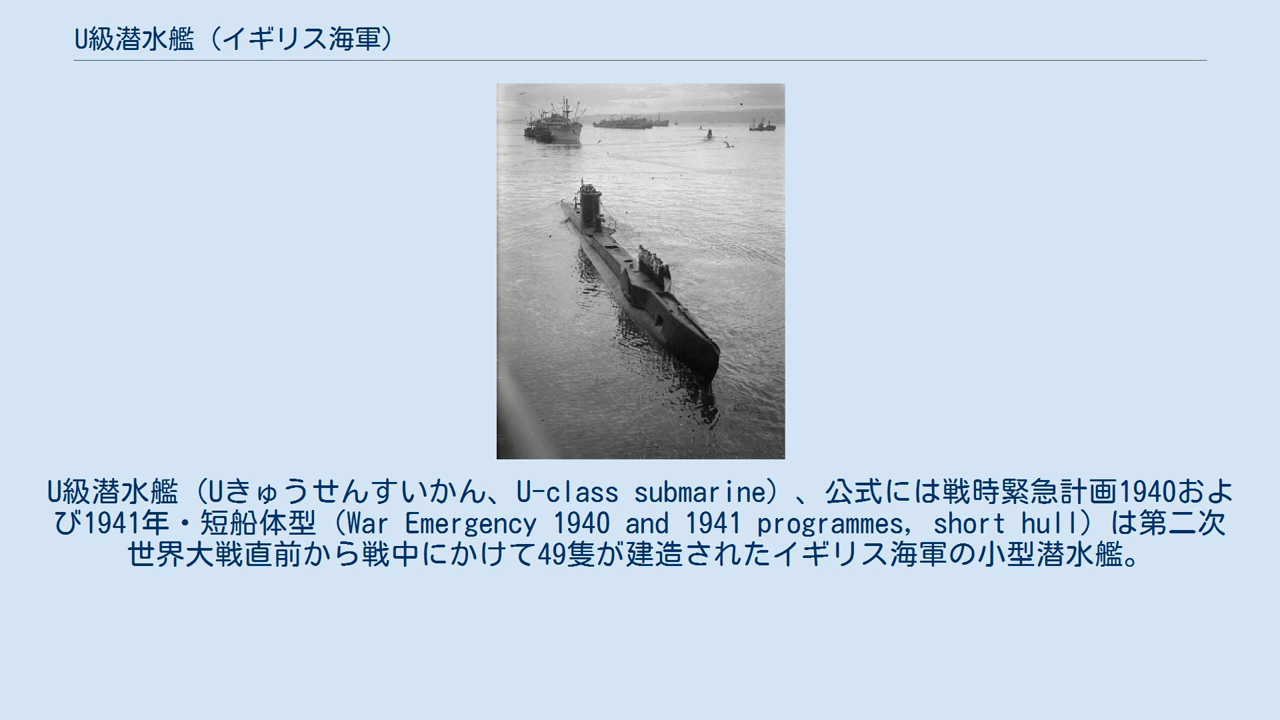 U級潜水艦（イギリス海軍）
U級潜水艦（Uきゅうせんすいかん、U-class submarine）、公式には戦時緊急計画1940およ
び1941年・短船体型（War Emergency 1940 and 1941 programmes, short hull）は第二次
世界大戦直前から戦中にかけて49隻が建造されたイギリス海軍の小型潜水艦。